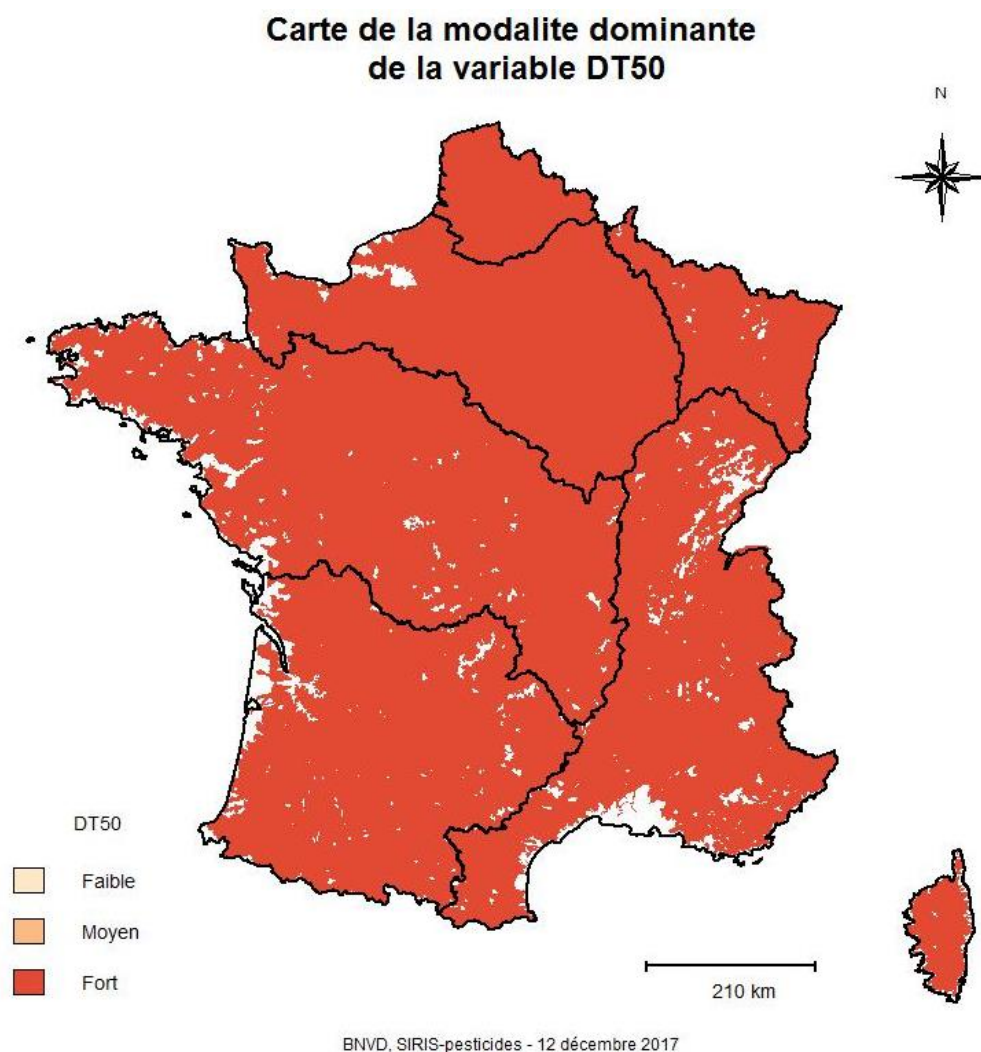 Carte de la modalite dominante
de la variable DT50
N
DT50
Faible
Moyen
Fort
210 km
BNVD, SIRIS-pesticides - 12 décembre 2017